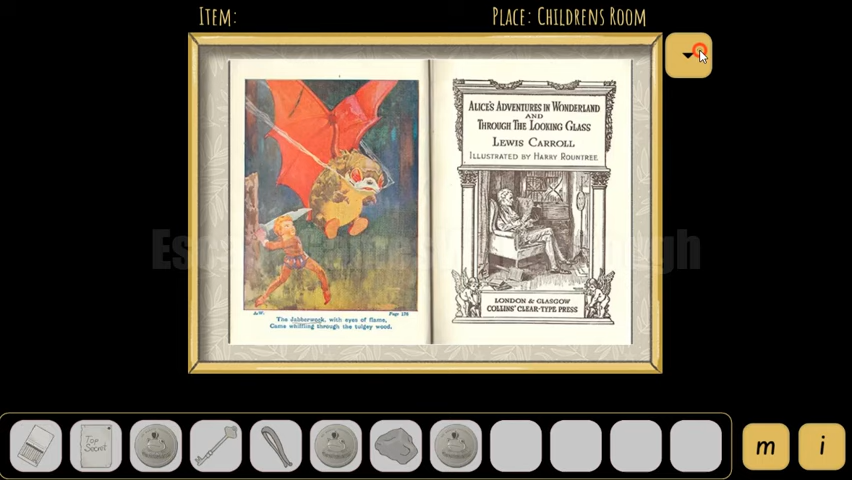 Item:
Place: Childrens Room
The Jabberwock, with eyes of flame,
Came whiffling through the tulgey wood.
Page 178
Alice's Adventures in Wonderland
and
Through The Looking Glass
Lewis Carroll
Illustrated by Harry Rountree
London & Glasgow
Collins' Clear-Type Press
Top
Secret
m
i